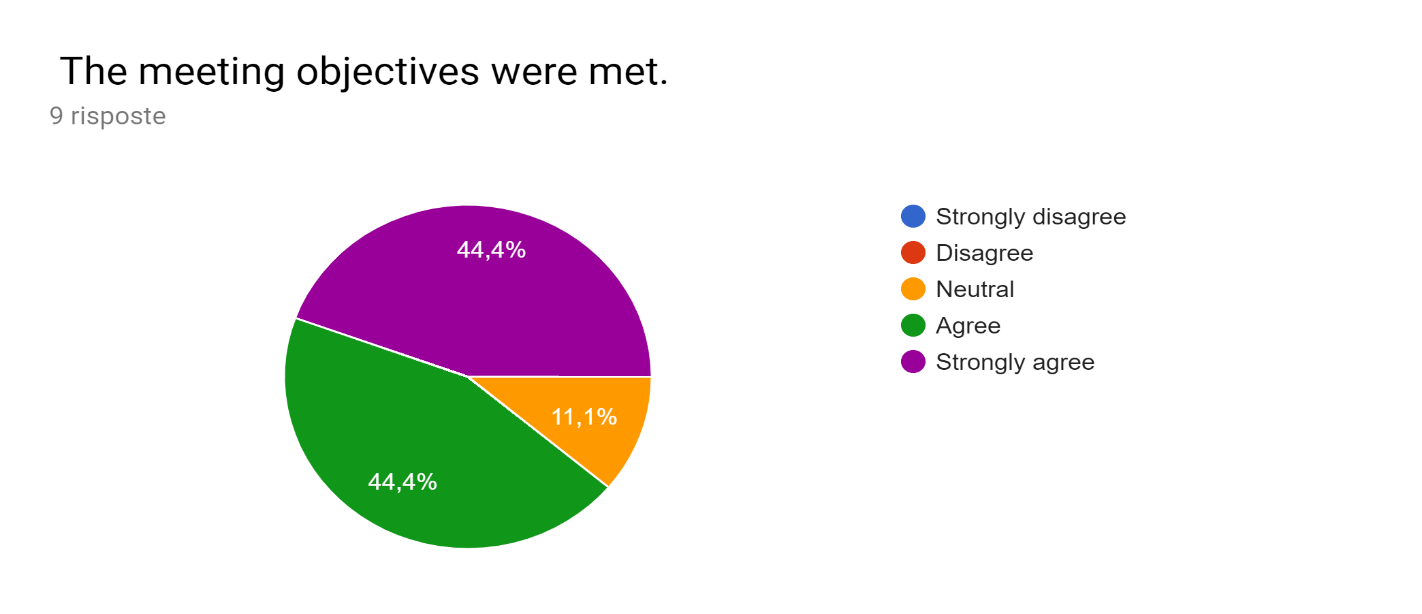 The meeting objectives were met.
9 risposte
44,4%
11,1%
44,4%
Strongly disagree
Disagree
Neutral
Agree
Strongly agree